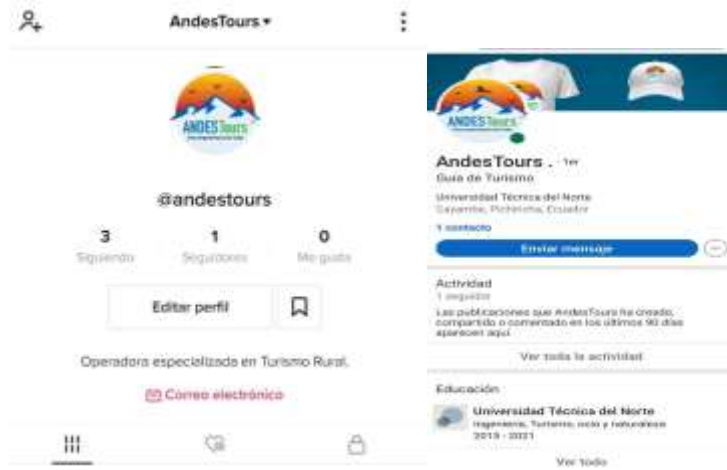 AndesTours
ANDES Tours
@andestours
3
1
0
Siguiendo
Seguidores
Me gusta
Editar perfil
Operadora especializada en Turismo Rural.
Correo electrónico
ANDES Tours
AndesTours . 1er
Guía de Turismo
Universidad Técnica del Norte
Cayambe, Pichincha, Ecuador
1 contacto
Enviar mensaje
Actividad
1 seguidor
Las publicaciones que AndesTours ha creado,
compartido o comentado en los últimos 90 días
aparecen aquí.
Ver toda la actividad
Educación
Universidad Técnica del Norte
Ingeniería, Turismo, ocio y naturaleza
2015 - 2021
Ver todo